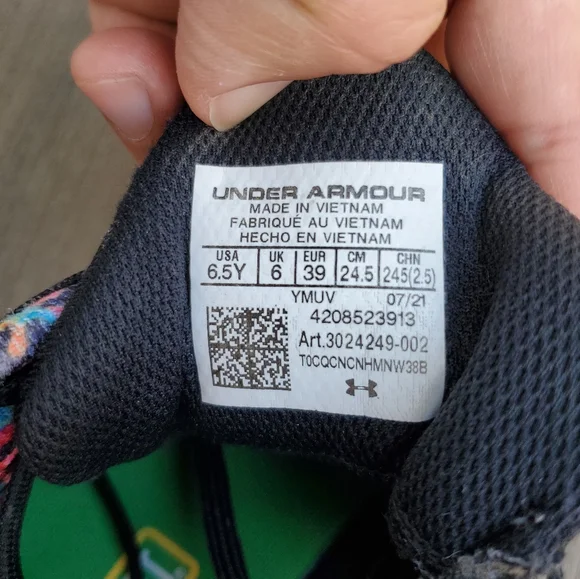 UNDER ARMOUR
MADE IN VIETNAM
FABRIQUÉ AU VIETNAM
HECHO EN VIETNAM
USA UK EUR CM CHN
6.5Y 6 39 24.5 245(2.5)
YMUV 07/21
4208523913
Art.3024249-002
T0CQCNCNHMNW38B